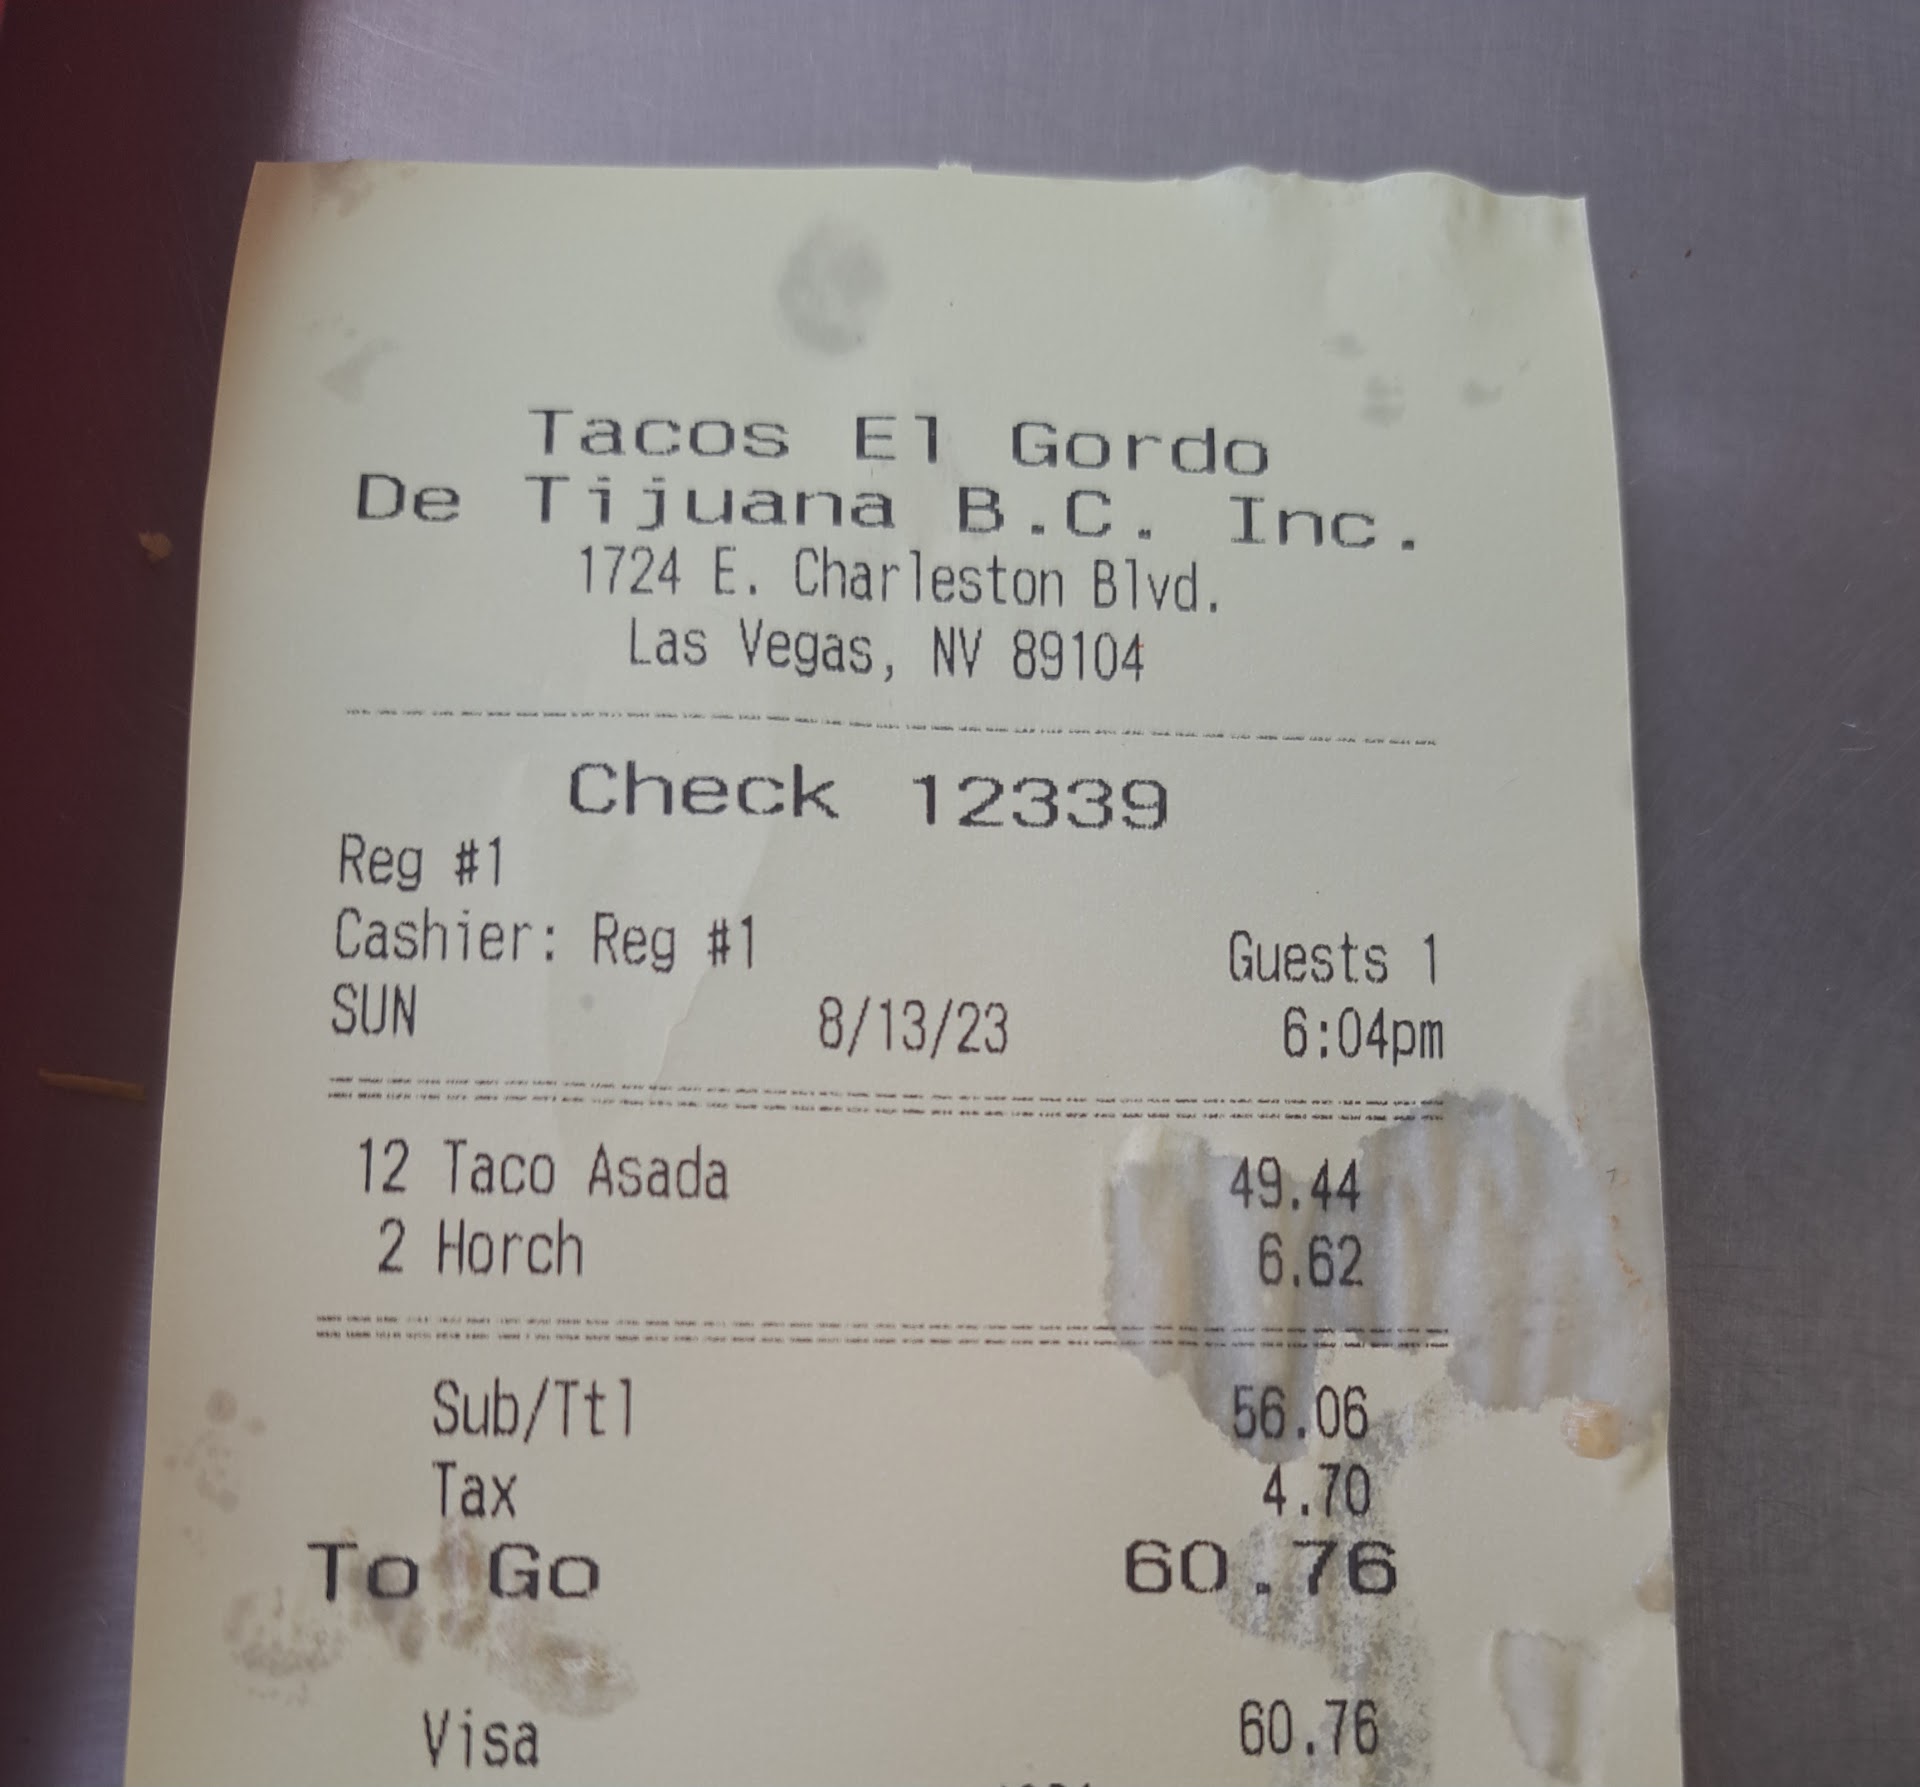 Tacos El Gordo
De Tijuana B.C. Inc.
1724 E. Charleston Blvd.
Las Vegas, NV 89104
Check 12339
Reg #1
Cashier: Reg #1 Guests 1
SUN 8/13/23 6:04pm
12 Taco Asada 49.44
2 Horch 6.62
Sub/Ttl 56.06
Tax 4.70
To Go 60.76
Visa 60.76